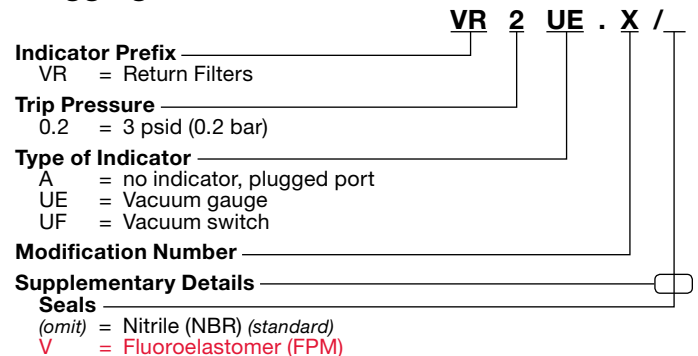 VR 2 UE . X /
Indicator Prefix
VR = Return Filters
Trip Pressure
0.2 = 3 psid (0.2 bar)
Type of Indicator
A = no indicator, plugged port
UE = Vacuum gauge
UF = Vacuum switch
Modification Number
Supplementary Details
Seals
(omit) = Nitrile (NBR) (standard)
V = Fluoroelastomer (FPM)